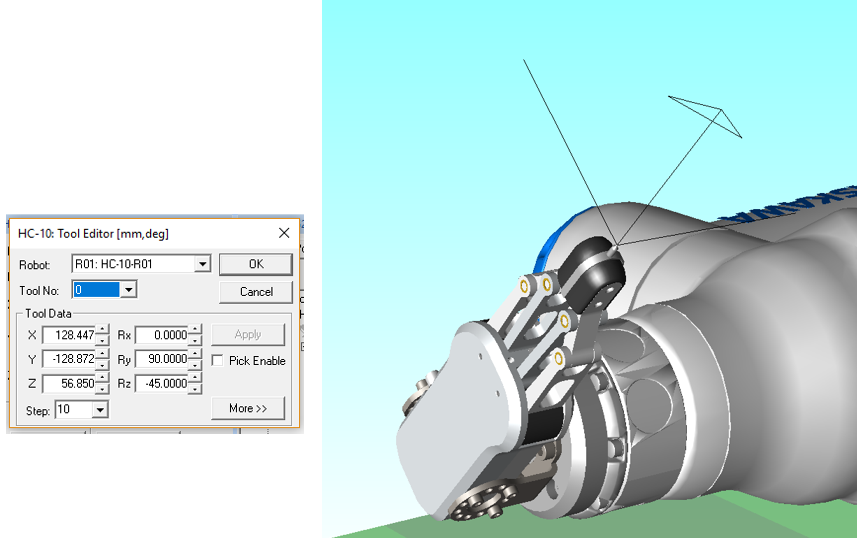 HC-10: Tool Editor [mm,deg]
Robot: R01: HC-10-R01 OK
Tool No: 0 Cancel
Tool Data
X 128.447 Rx 0.0000 Apply
Y -128.872 Ry 90.0000 Pick Enable
Z 56.850 Rz -45.0000
Step: 10 More >>
SKAWA